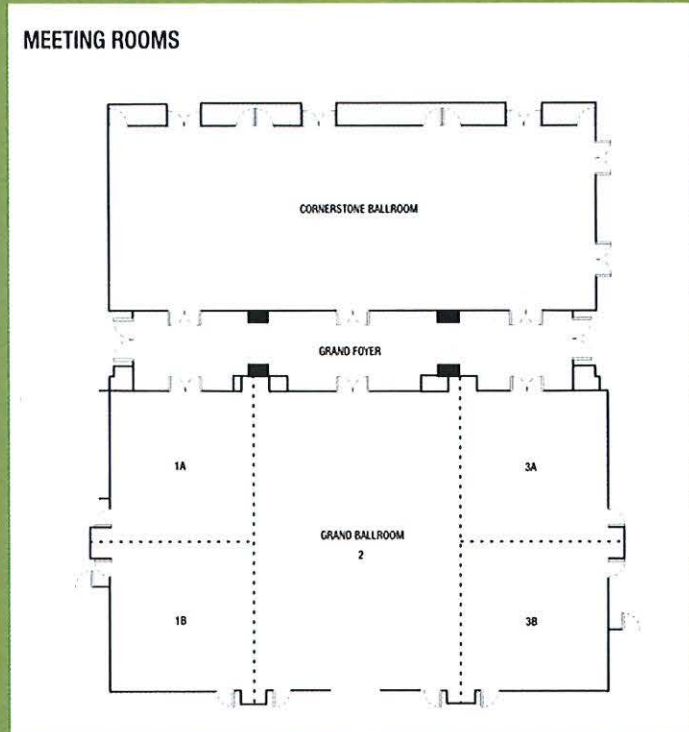 MEETING ROOMS
CORNERSTONE BALLROOM
GRAND FOYER
1A
3A
GRAND BALLROOM
2
1B
3B